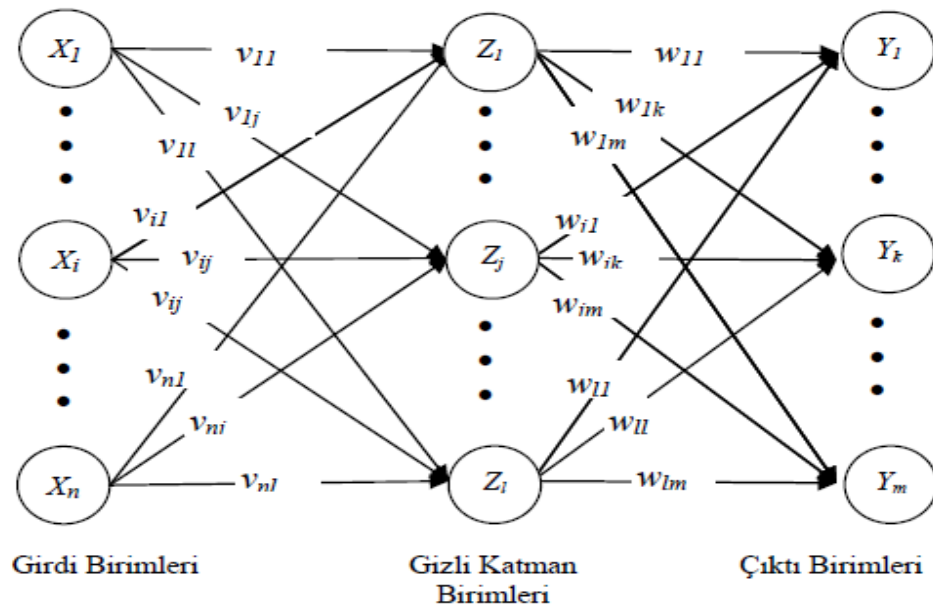 X1 v11 Z1 w11 Y1
v1j w1k
v1l w1m
vi1 wi1
Xi vij Zj wik Yk
vij wim
vn1 wl1
vni wll
Xn vnl Zl wlm Ym
Girdi Birimleri Gizli Katman Çıktı Birimleri
Birimleri